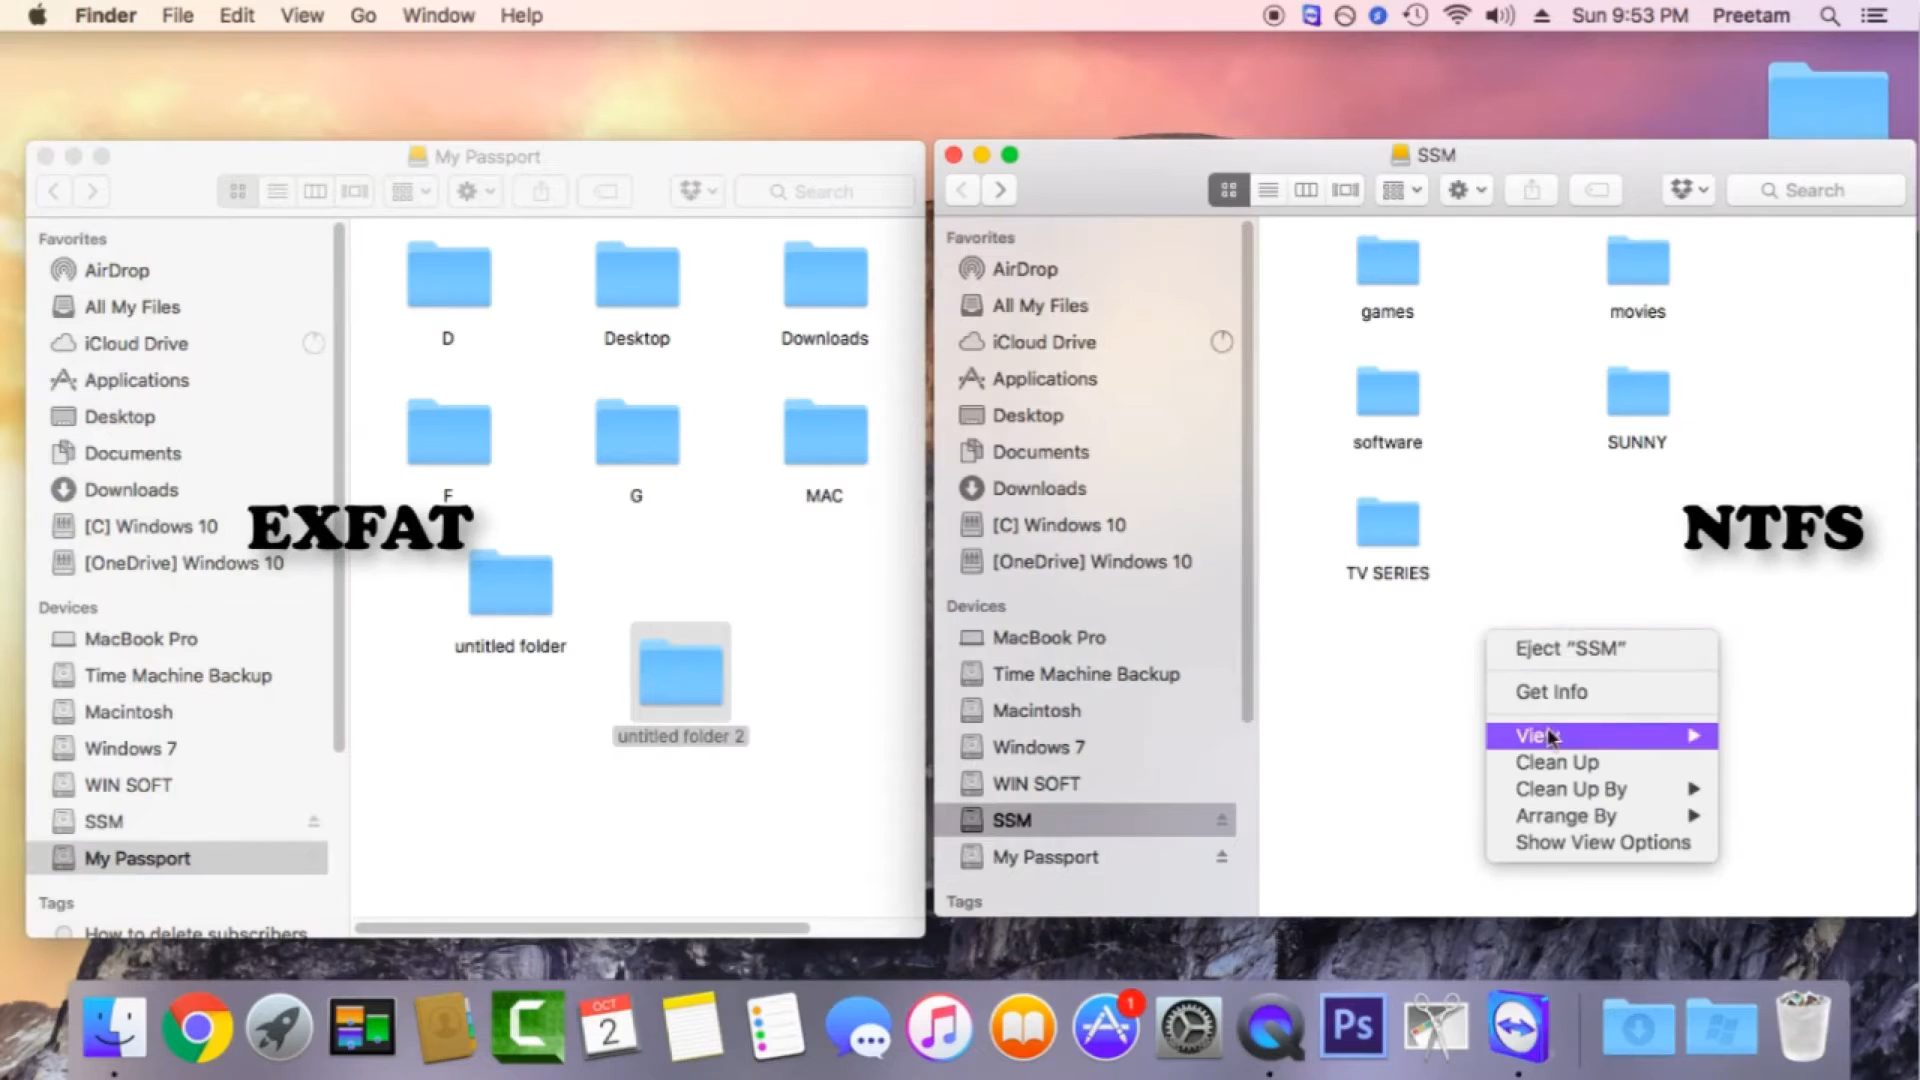 Finder File Edit View Go Window Help Sun 9:53 PM Preetam
My Passport
Search
Favorites
AirDrop
All My Files
iCloud Drive
Applications
Desktop
Documents
Downloads
[C] Windows 10
[OneDrive] Windows 10
Devices
MacBook Pro
Time Machine Backup
Macintosh
Windows 7
WIN SOFT
SSM
My Passport
Tags
How to delete subscribers
D Desktop Downloads
F G MAC
untitled folder
untitled folder 2
EXFAT
SSM
Search
Favorites
AirDrop
All My Files
iCloud Drive
Applications
Desktop
Documents
Downloads
[C] Windows 10
[OneDrive] Windows 10
Devices
MacBook Pro
Time Machine Backup
Macintosh
Windows 7
WIN SOFT
SSM
My Passport
Tags
games movies
software SUNNY
TV SERIES
NTFS
Eject “SSM”
Get Info
View
Clean Up
Clean Up By
Arrange By
Show View Options
OCT
2
1
Ps